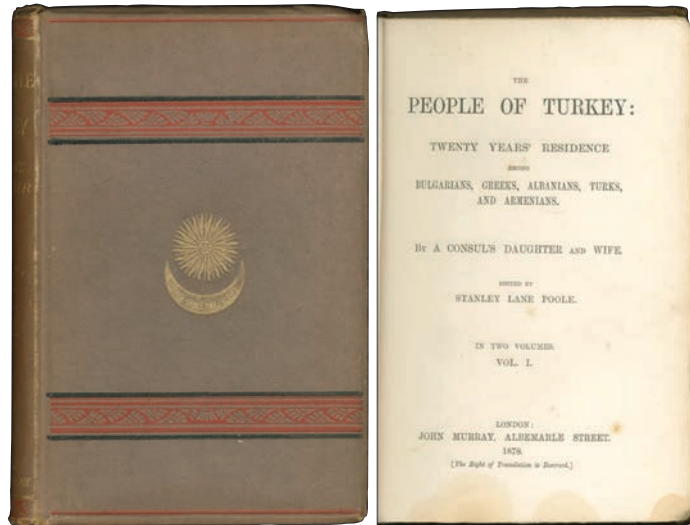 THE
PEOPLE OF TURKEY:
TWENTY YEARS' RESIDENCE
AMONG
BULGARIANS, GREEKS, ALBANIANS, TURKS,
AND ARMENIANS.
BY A CONSUL'S DAUGHTER AND WIFE.
EDITED BY
STANLEY LANE POOLE.
IN TWO VOLUMES.
VOL. I.
LONDON:
JOHN MURRAY, ALBEMARLE STREET.
1878.
[The Right of Translation is Reserved.]